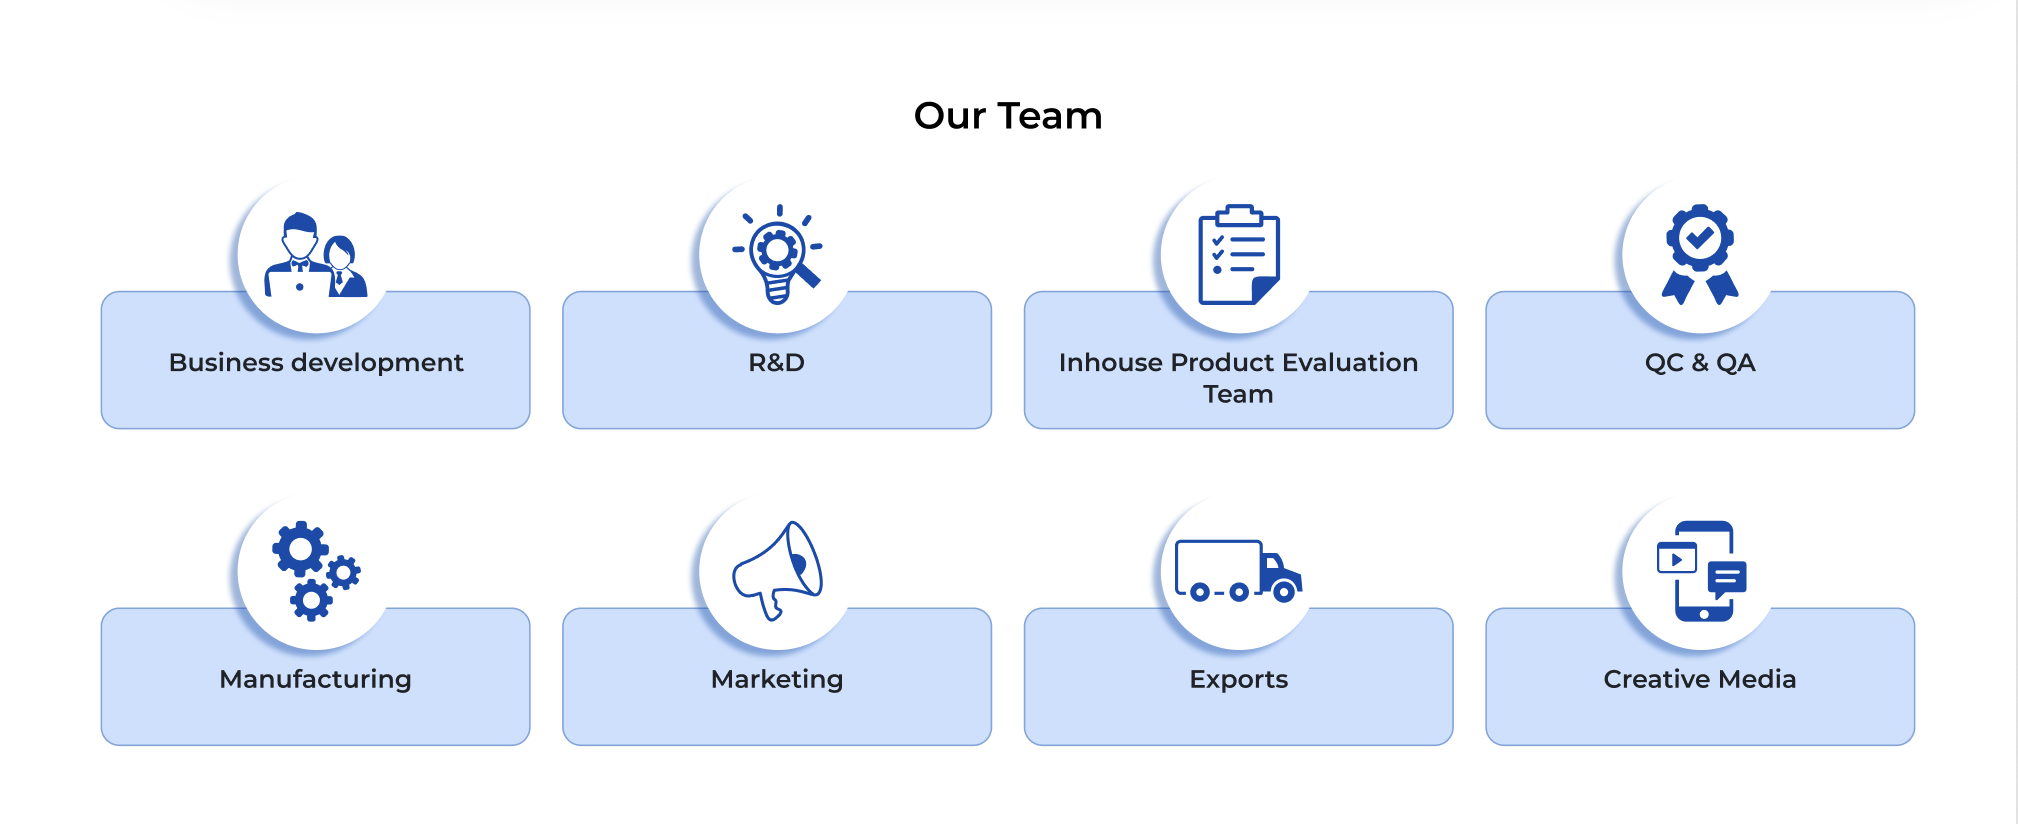 Our Team
Business development
R&D
Inhouse Product Evaluation
Team
QC & QA
Manufacturing
Marketing
Exports
Creative Media